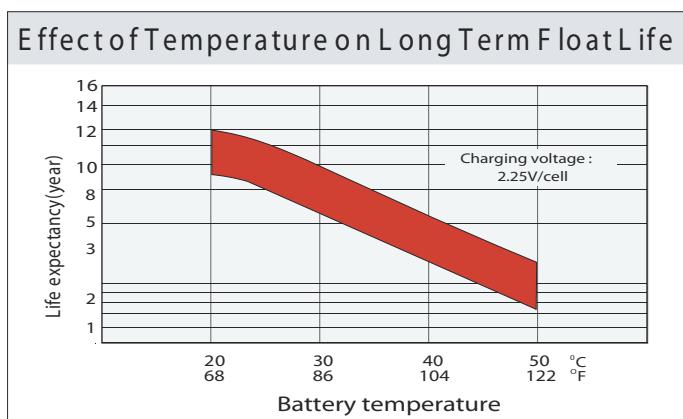 Effect of Temperature on Long Term Float Life
16
14
12
10
8
5
3
2
1
Life expectancy(year)
Charging voltage :
2.25V/cell
20 30 40 50 °C
68 86 104 122 °F
Battery temperature